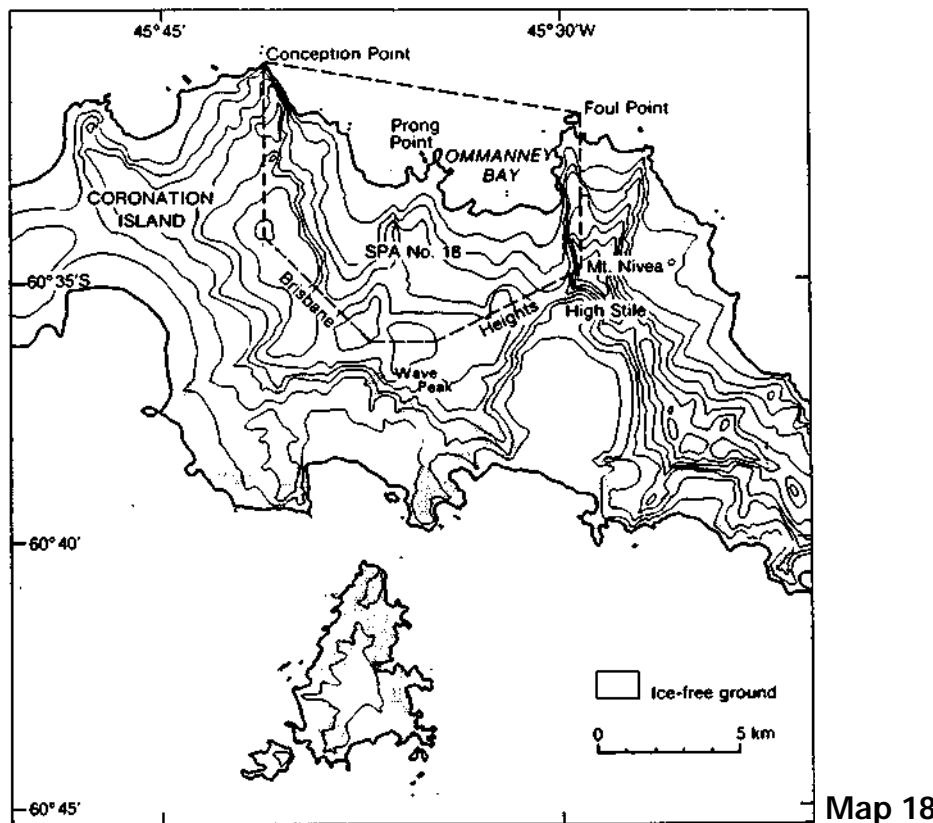 45°45'
45°30'W
Conception Point
Foul Point
Prong
Point
OMMANNEY
BAY
CORONATION
ISLAND
SPA No. 18
Mt. Nivea
60°35'S
Brisbane
Heights
High Stile
Wave
Peak
60°40'
Ice-free ground
0 5 km
60°45'
Map 18